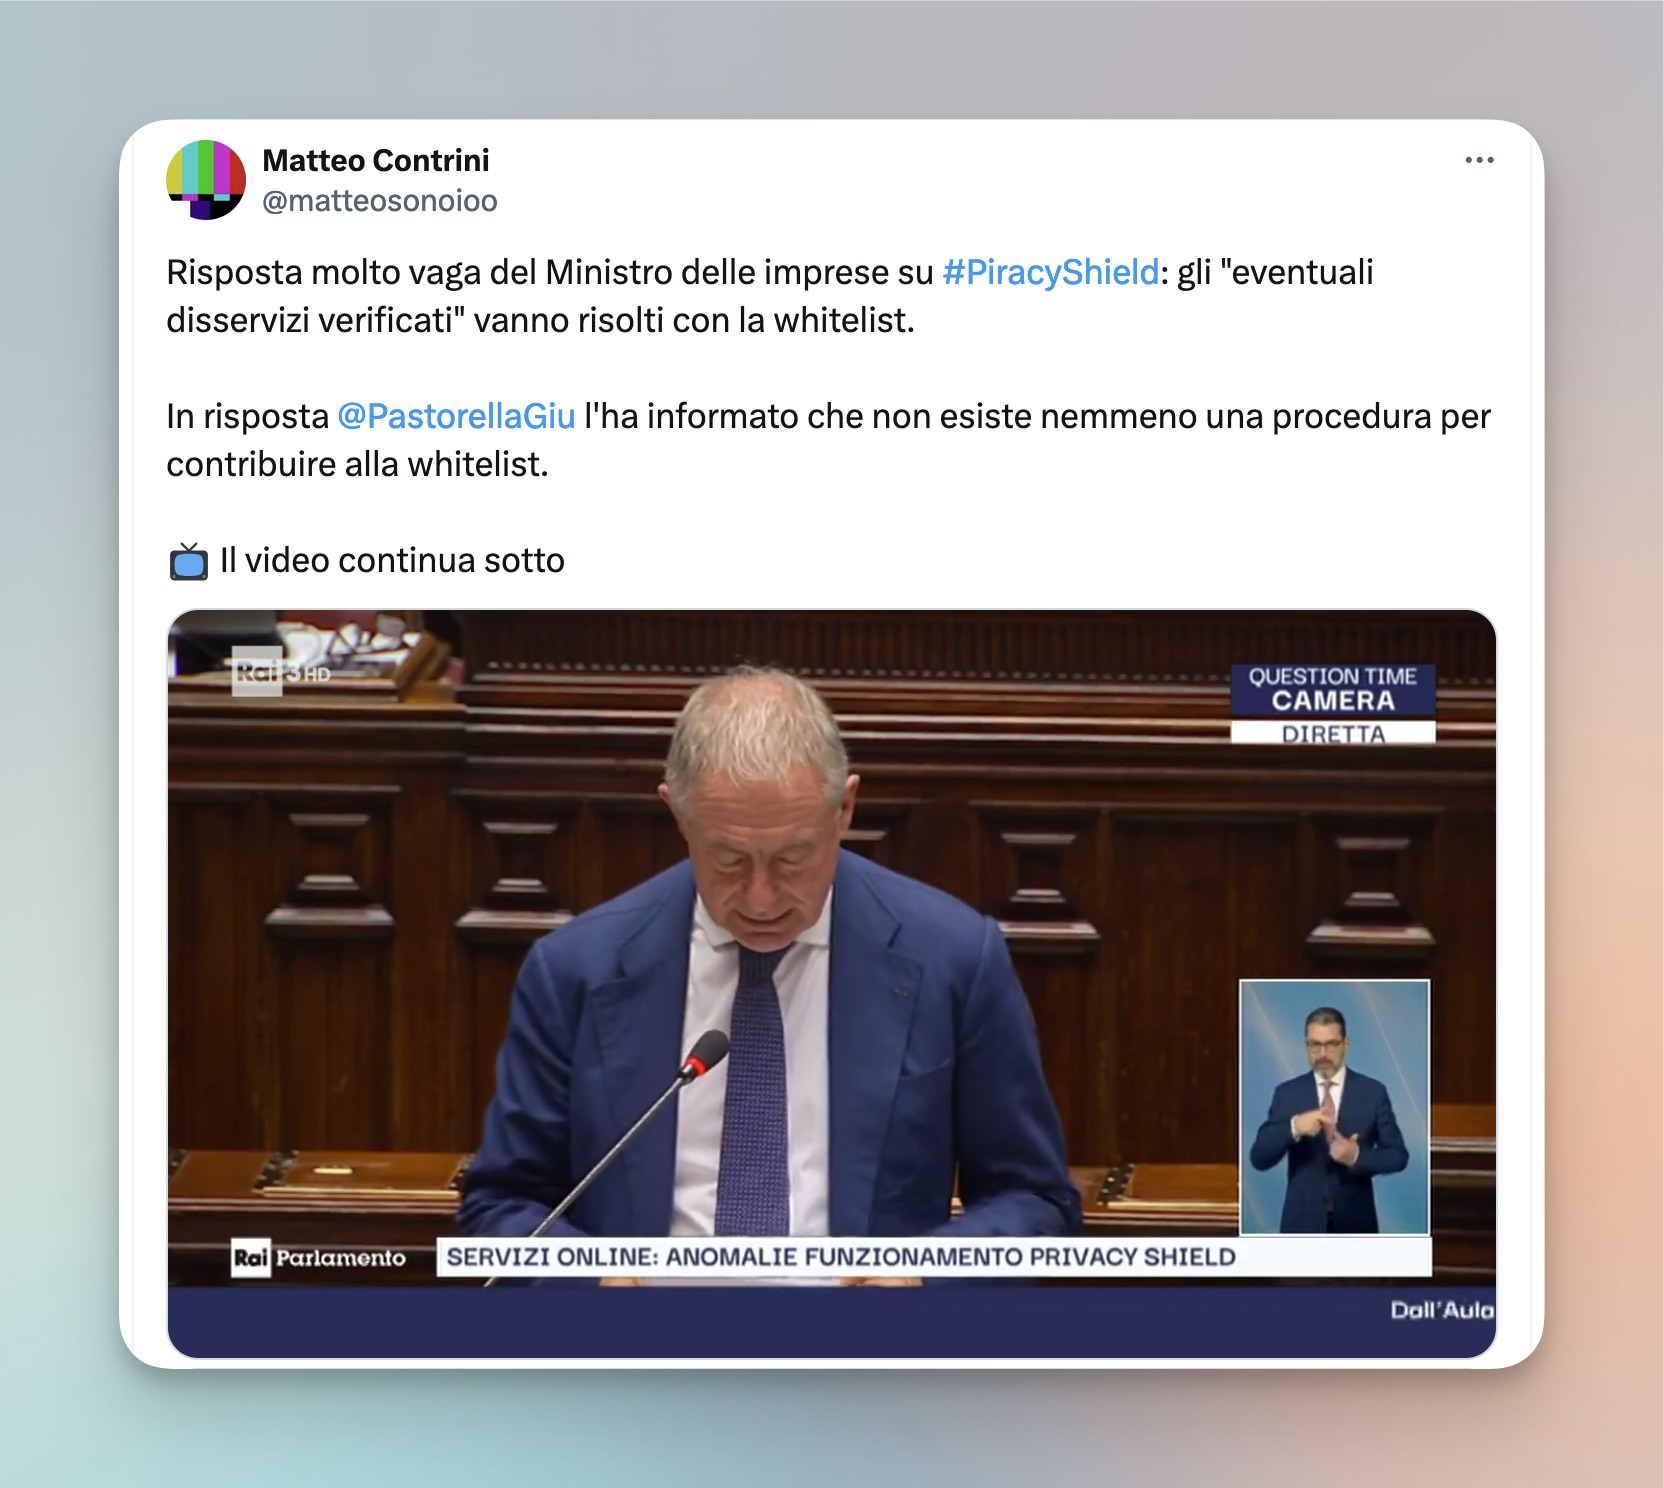 Matteo Contrini
@matteosonoioo
Risposta molto vaga del Ministro delle imprese su #PiracyShield: gli "eventuali
disservizi verificati" vanno risolti con la whitelist.
In risposta @PastorellaGiu l'ha informato che non esiste nemmeno una procedura per
contribuire alla whitelist.
Il video continua sotto
Rai 3 HD
QUESTION TIME
CAMERA
DIRETTA
Rai Parlamento
SERVIZI ONLINE: ANOMALIE FUNZIONAMENTO PRIVACY SHIELD
Dall'Aula